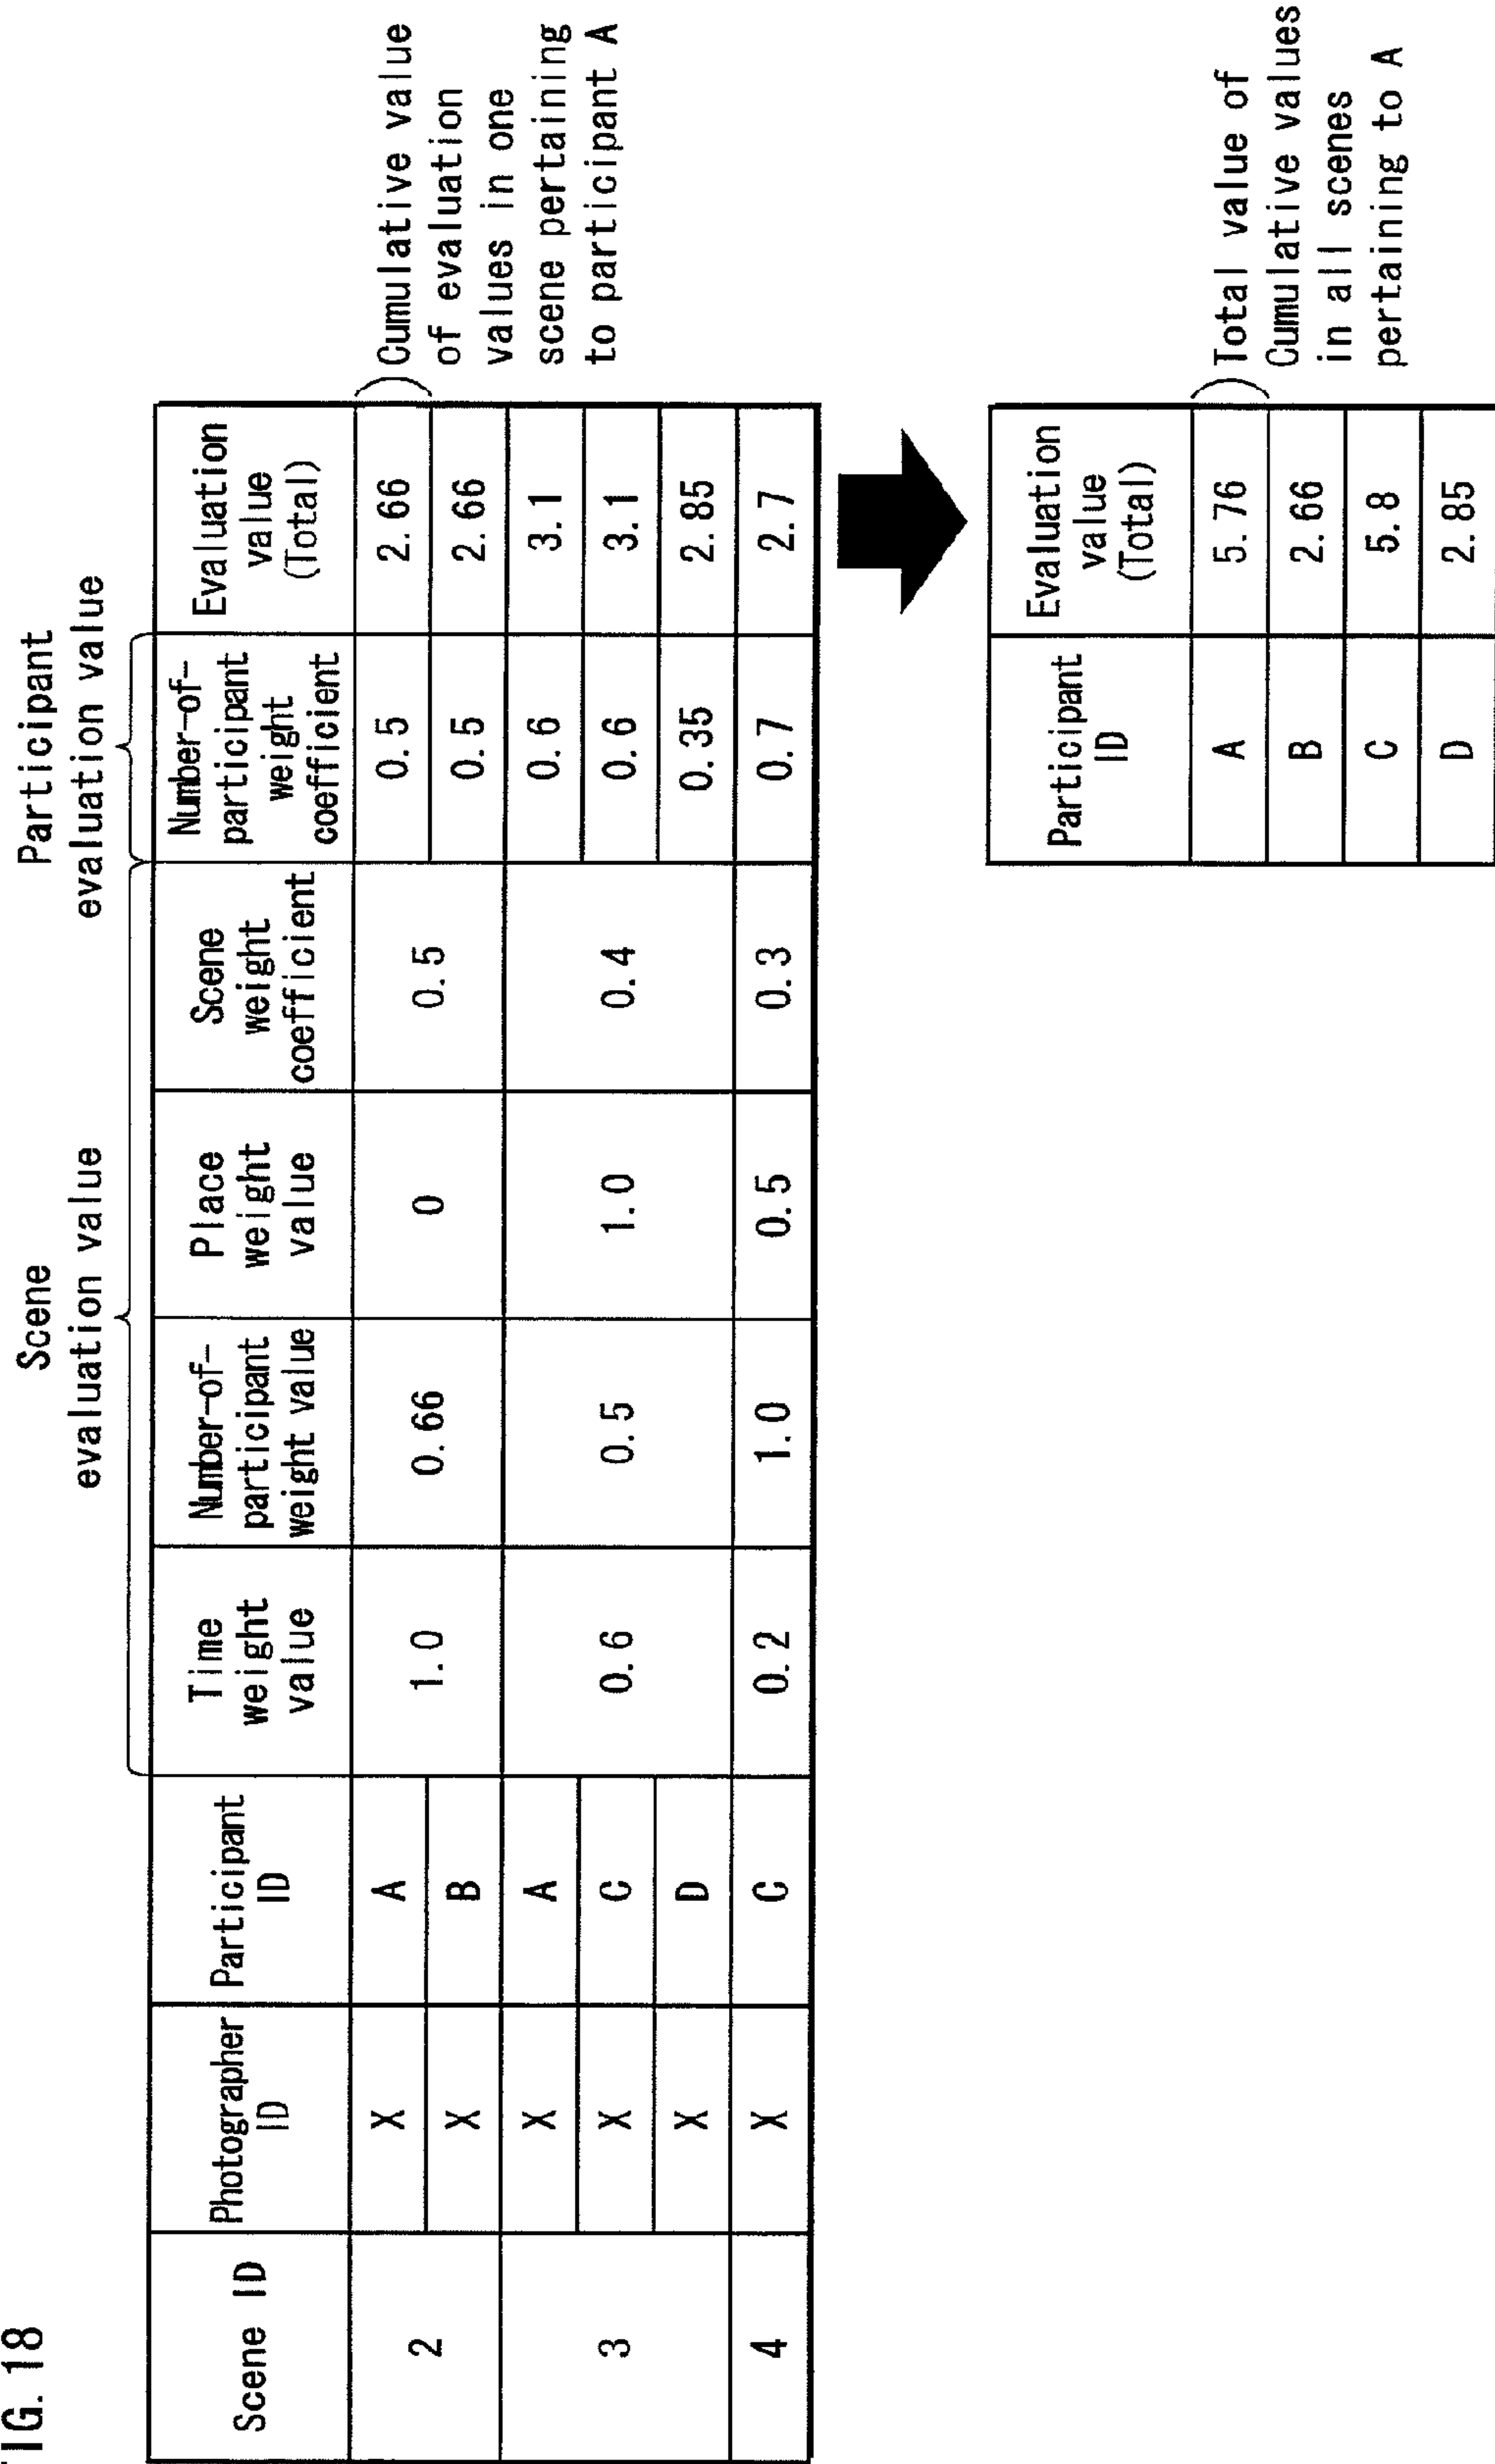 FIG. 18
Scene
evaluation value
Participant
evaluation value
Scene ID
Photographer
ID
Participant
ID
Time
weight
value
Number-of-
participant
weight value
Place
weight
value
Scene
weight
coefficient
Number-of-
participant
weight
coefficient
Evaluation
value
(Total)
2
X
A
1.0
0.66
0
0.5
0.5
2.66
X
B
0.5
2.66
3
X
A
0.6
0.5
1.0
0.4
0.6
3.1
X
C
0.6
3.1
X
D
0.35
2.85
4
X
C
0.2
1.0
0.5
0.3
0.7
2.7
Cumulative value
of evaluation
values in one
scene pertaining
to participant A
Participant
ID
Evaluation
value
(Total)
A
5.76
B
2.66
C
5.8
D
2.85
Total value of
Cumulative values
in all scenes
pertaining to A